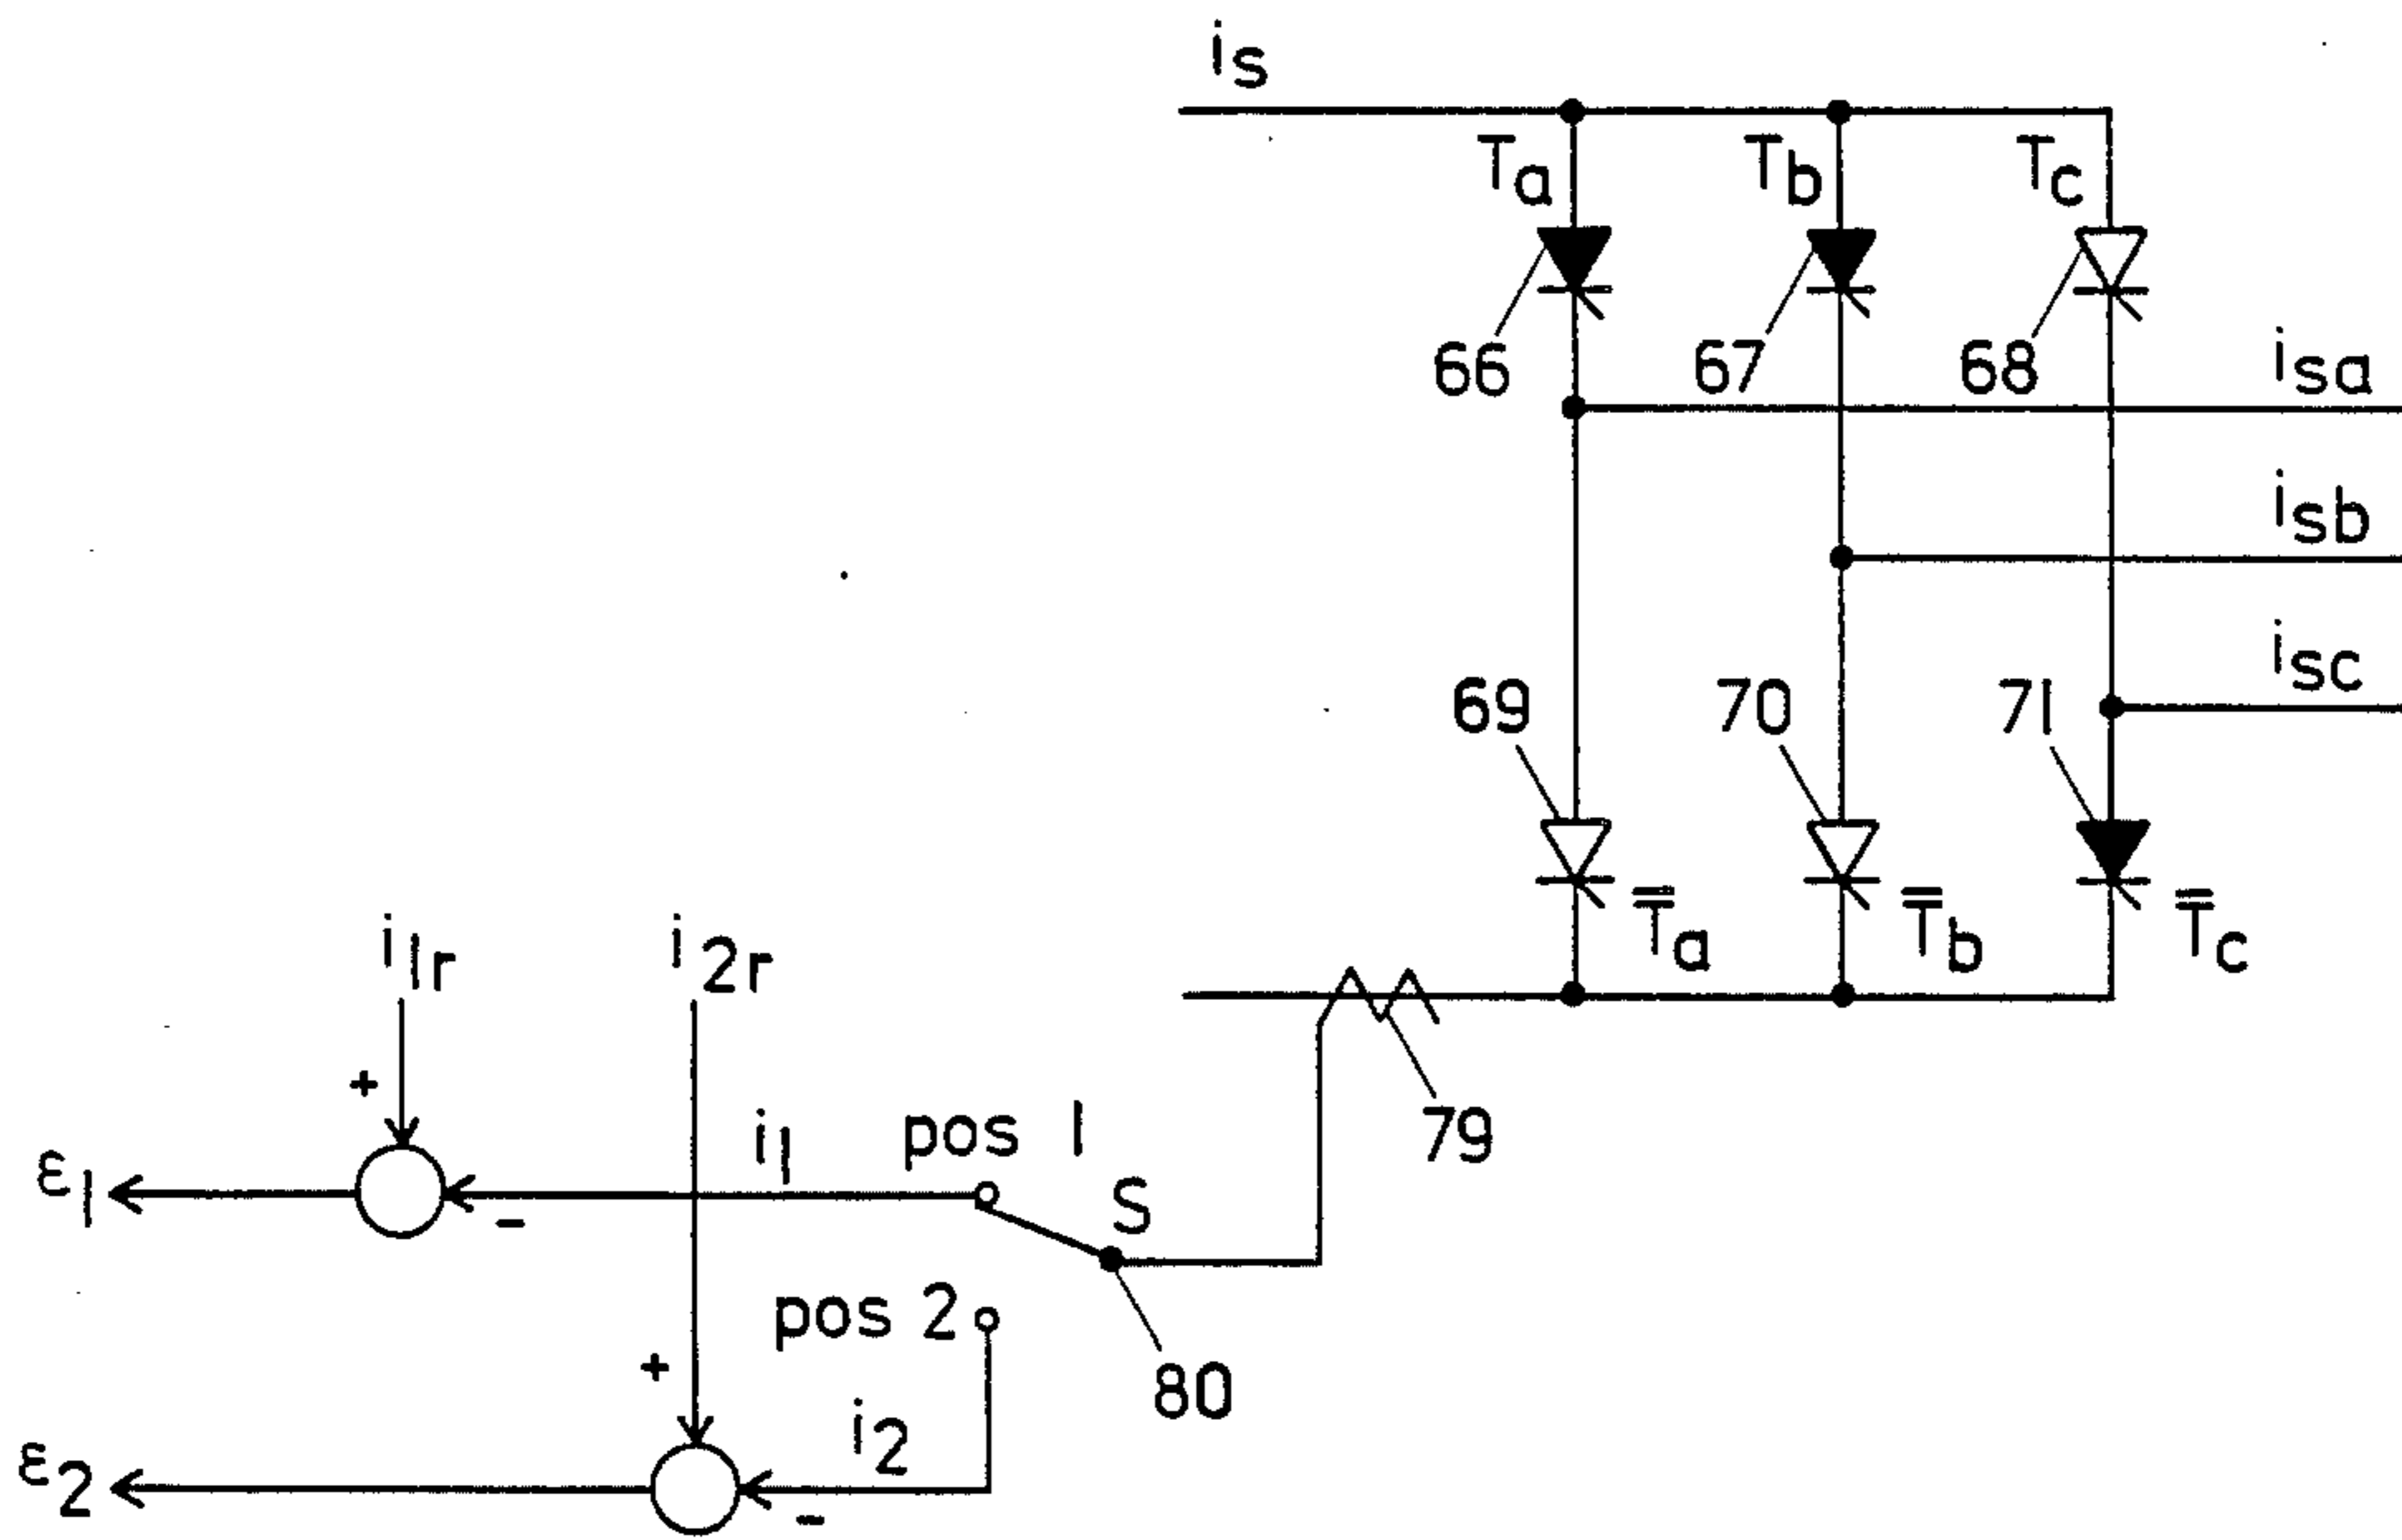 is
Ta Tb Tc
66 67 68
isa
isb
isc
69 70 71
T̿a T̿b T̿c
i1r i2r
79
+
ε1 - i1 pos 1 S
pos 2
80
+
ε2 - i2